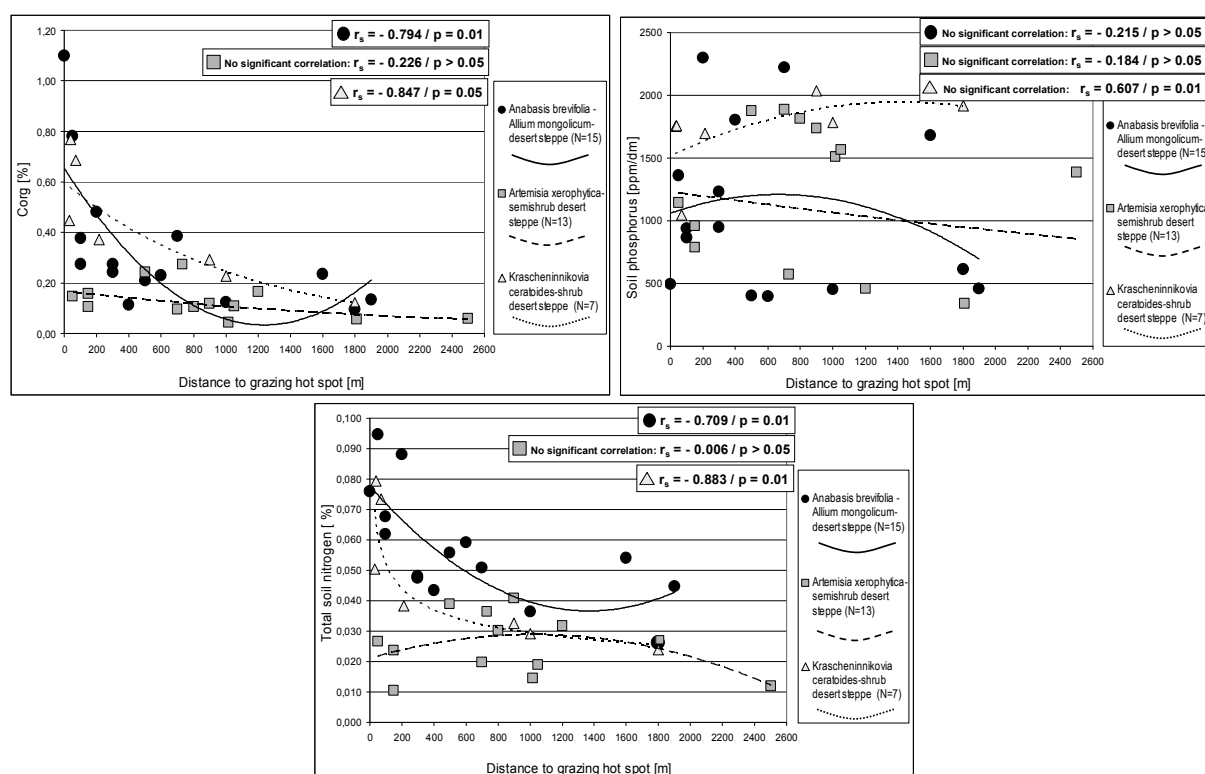 rs = - 0.794 / p = 0.01
No significant correlation: rs = - 0.226 / p > 0.05
rs = - 0.847 / p = 0.05
1,20
1,00
0,80
0,60
0,40
0,20
0,00
Corg [%]
0 200 400 600 800 1000 1200 1400 1600 1800 2000 2200 2400 2600
Distance to grazing hot spot [m]
Anabasis brevifolia -
Allium mongolicum-
desert steppe (N=15)
Artemisia xerophytica-
semishrub desert
steppe (N=13)
Krascheninnikovia
ceratoides-shrub
desert steppe (N=7)
No significant correlation: rs = - 0.215 / p > 0.05
No significant correlation: rs = - 0.184 / p > 0.05
No significant correlation: rs = 0.607 / p = 0.01
2500
2000
1500
1000
500
0
Soil phosphorus [ppm/dm]
0 200 400 600 800 1000 1200 1400 1600 1800 2000 2200 2400 2600
Distance to grazing hot spot [m]
Anabasis brevifolia -
Allium mongolicum-
desert steppe (N=15
Artemisia xerophytica-
semishrub desert
steppe (N=13)
Krascheninnikovia
ceratoides-shrub
desert steppe (N=7)
rs = - 0.709 / p = 0.01
No significant correlation: rs = - 0.006 / p > 0.05
rs = - 0.883 / p = 0.01
0,100
0,090
0,080
0,070
0,060
0,050
0,040
0,030
0,020
0,010
0,000
Total soil nitrogen [ %]
0 200 400 600 800 1000 1200 1400 1600 1800 2000 2200 2400 2600
Distance to grazing hot spot [m]
Anabasis brevifolia -
Allium mongolicum-
desert steppe (N=15)
Artemisia xerophytica-
semishrub desert
steppe (N=13)
Krascheninnikovia
ceratoides-shrub
desert steppe (N=7)